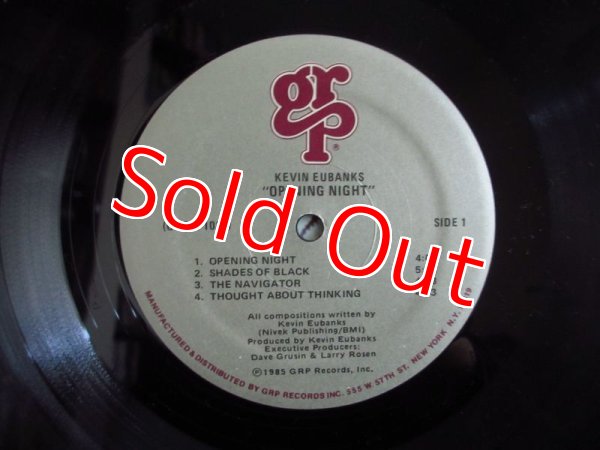 grp®
KEVIN EUBANKS
"OPENING NIGHT"
SIDE 1
Sold Out
1. OPENING NIGHT
2. SHADES OF BLACK
3. THE NAVIGATOR
4. THOUGHT ABOUT THINKING
All compositions written by
Kevin Eubanks
(Nivek Publishing/BMI)
Produced by Kevin Eubanks
Executive Producers:
Dave Grusin & Larry Rosen
℗ 1985 GRP Records, Inc.
MANUFACTURED & DISTRIBUTED BY GRP RECORDS INC. 555 W. 57TH ST. NEW YORK, N.Y.